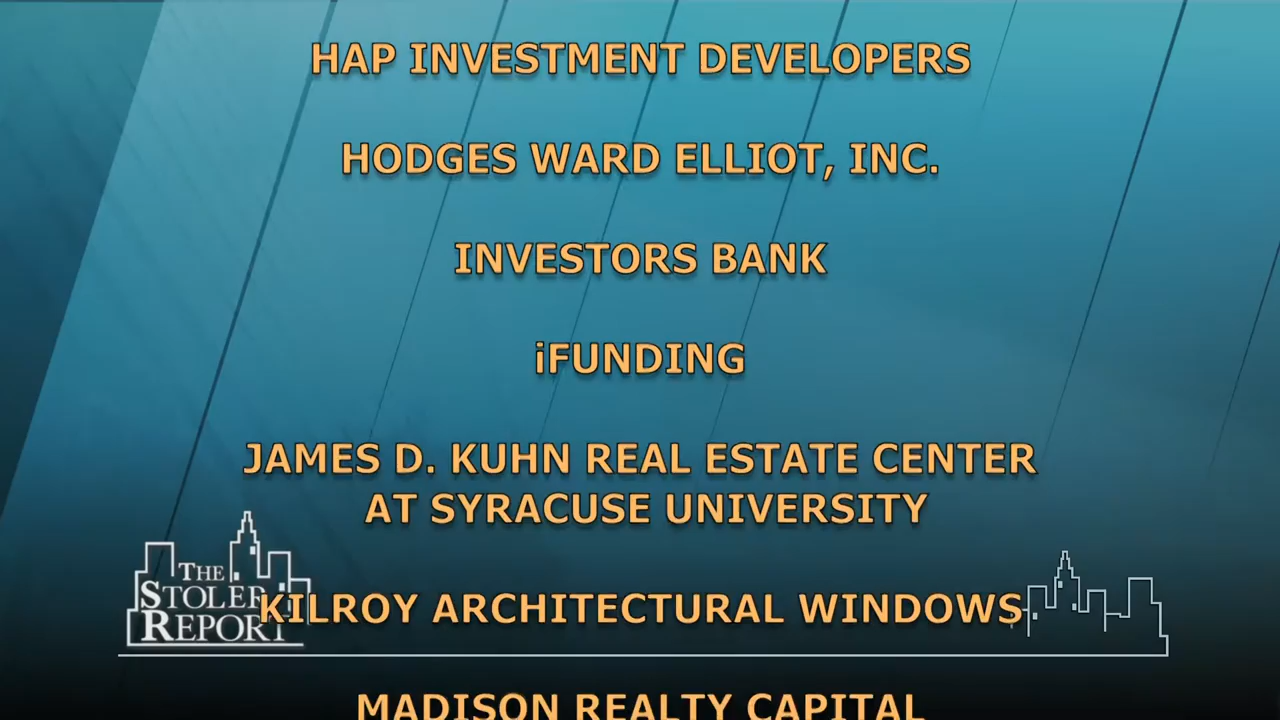 HAP INVESTMENT DEVELOPERS
HODGES WARD ELLIOT, INC.
INVESTORS BANK
iFUNDING
JAMES D. KUHN REAL ESTATE CENTER
AT SYRACUSE UNIVERSITY
THE
STOLER
REPORT
KILROY ARCHITECTURAL WINDOWS
MADISON REALTY CAPITAL